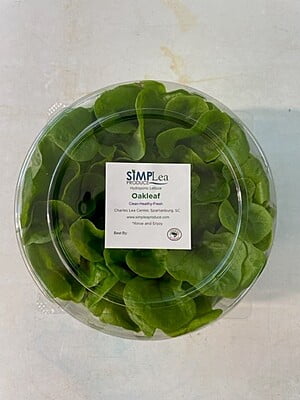 SIMPLea
PRODUCE
Hydroponic Lettuce
Oakleaf
Clean-Healthy-Fresh
Charles Lea Center, Spartanburg, SC
www.simpleaproduce.com
*Rinse and Enjoy
Best By: